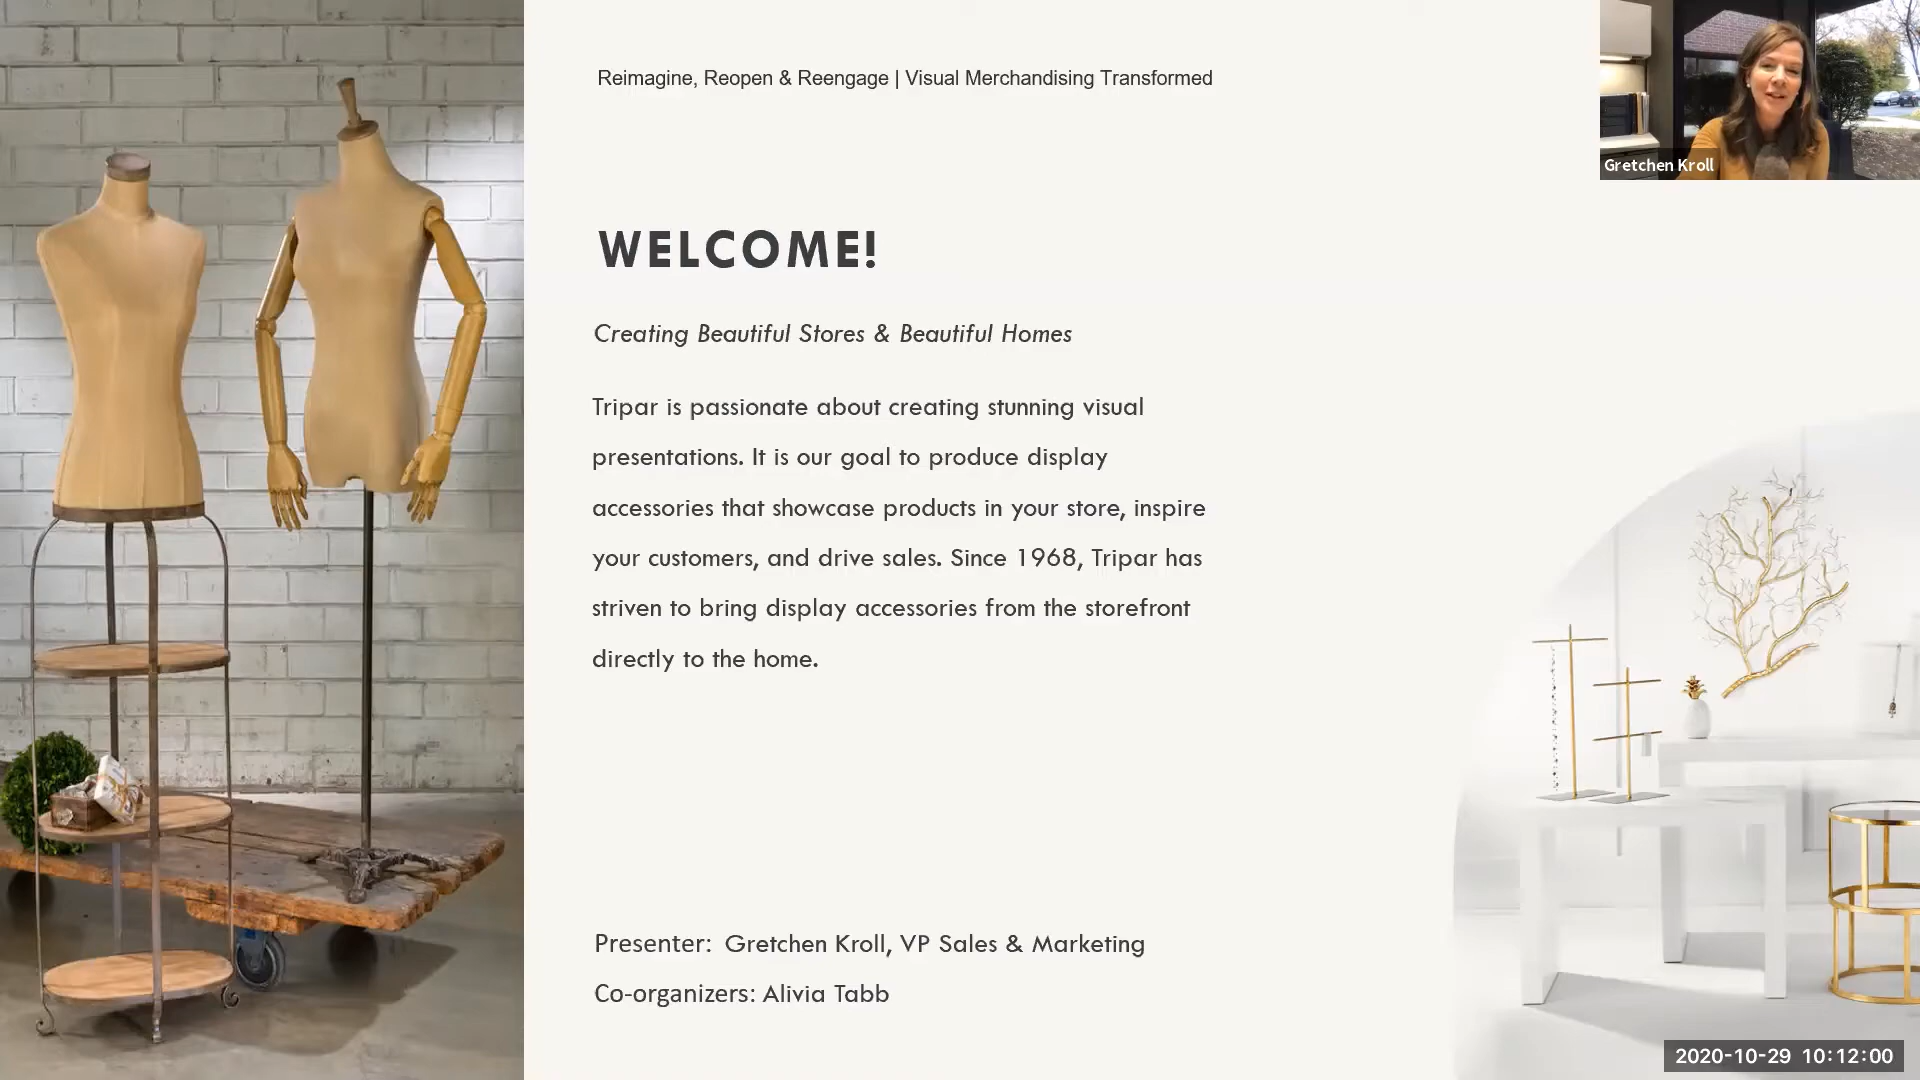 Reimagine, Reopen & Reengage | Visual Merchandising Transformed
Gretchen Kroll
WELCOME!
Creating Beautiful Stores & Beautiful Homes
Tripar is passionate about creating stunning visual
presentations. It is our goal to produce display
accessories that showcase products in your store, inspire
your customers, and drive sales. Since 1968, Tripar has
striven to bring display accessories from the storefront
directly to the home.
Presenter: Gretchen Kroll, VP Sales & Marketing
Co-organizers: Alivia Tabb
2020-10-29 10:12:00